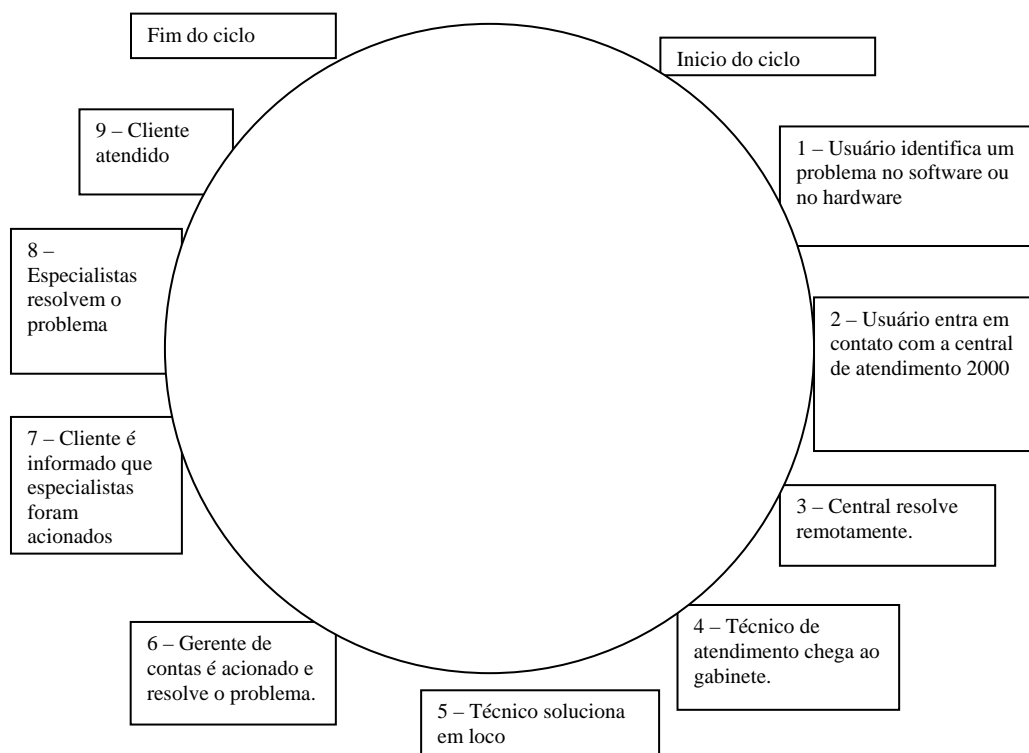 Fim do ciclo
Inicio do ciclo
9 – Cliente
atendido
1 – Usuário identifica um
problema no software ou
no hardware
8 –
Especialistas
resolvem o
problema
2 – Usuário entra em
contato com a central
de atendimento 2000
7 – Cliente é
informado que
especialistas
foram
acionados
3 – Central resolve
remotamente.
6 – Gerente de
contas é acionado e
resolve o problema.
4 – Técnico de
atendimento chega ao
gabinete.
5 – Técnico soluciona
em loco